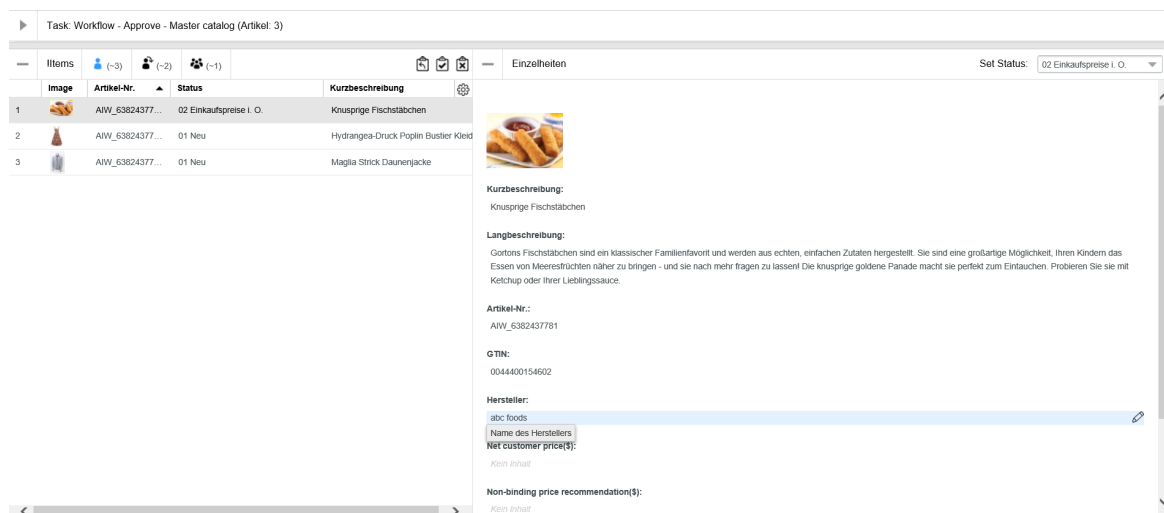 Task: Workflow - Approve - Master catalog (Artikel: 3)
IItems (~3) (~2) (~1)
Einzelheiten
Set Status: 02 Einkaufspreise i. O.
Image Artikel-Nr. Status Kurzbeschreibung
1 AIW_63824377... 02 Einkaufspreise i. O. Knusprige Fischstäbchen
2 AIW_63824377... 01 Neu Hydrangea-Druck Poplin Bustier Kleid
3 AIW_63824377... 01 Neu Maglia Strick Daunenjacke
Kurzbeschreibung:
Knusprige Fischstäbchen
Langbeschreibung:
Gortons Fischstäbchen sind ein klassischer Familienfavorit und werden aus echten, einfachen Zutaten hergestellt. Sie sind eine großartige Möglichkeit, Ihren Kindern das
Essen von Meeresfrüchten näher zu bringen - und sie nach mehr fragen zu lassen! Die knusprige goldene Panade macht sie perfekt zum Eintauchen. Probieren Sie sie mit
Ketchup oder Ihrer Lieblingssauce.
Artikel-Nr.:
AIW_6382437781
GTIN:
0044400154602
Hersteller:
abc foods
Name des Herstellers
Net customer price($):
Kein Inhalt
Non-binding price recommendation($):
Kein Inhalt